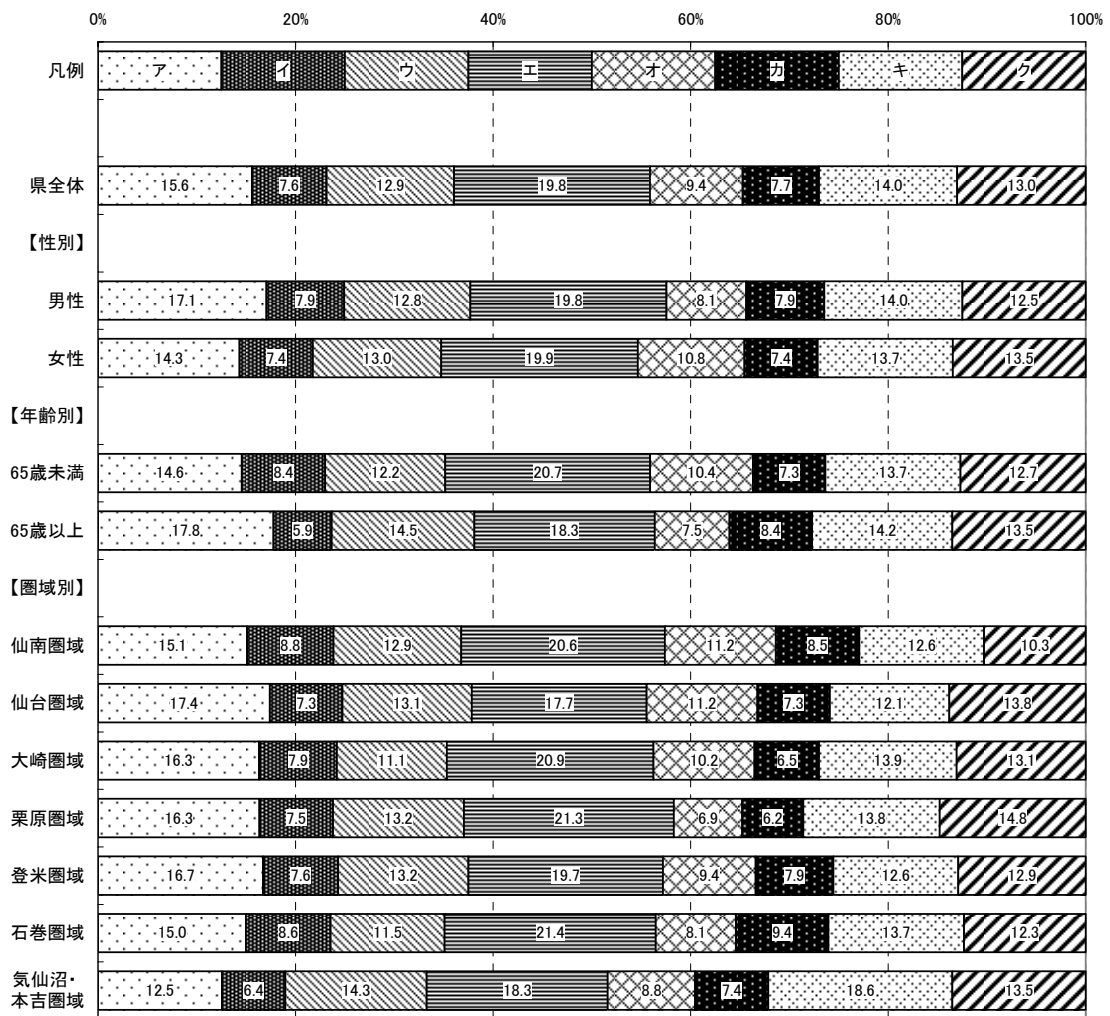 0% 20% 40% 60% 80% 100%
凡例 ア イ ウ エ オ カ キ ク
県全体 15.6 7.6 12.9 19.8 9.4 7.7 14.0 13.0
【性別】
男性 17.1 7.9 12.8 19.8 8.1 7.9 14.0 12.5
女性 14.3 7.4 13.0 19.9 10.8 7.4 13.7 13.5
【年齢別】
65歳未満 14.6 8.4 12.2 20.7 10.4 7.3 13.7 12.7
65歳以上 17.8 5.9 14.5 18.3 7.5 8.4 14.2 13.5
【圏域別】
仙南圏域 15.1 8.8 12.9 20.6 11.2 8.5 12.6 10.3
仙台圏域 17.4 7.3 13.1 17.7 11.2 7.3 12.1 13.8
大崎圏域 16.3 7.9 11.1 20.9 10.2 6.5 13.9 13.1
栗原圏域 16.3 7.5 13.2 21.3 6.9 6.2 13.8 14.8
登米圏域 16.7 7.6 13.2 19.7 9.4 7.9 12.6 12.9
石巻圏域 15.0 8.6 11.5 21.4 8.1 9.4 13.7 12.3
気仙沼・
本吉圏域 12.5 6.4 14.3 18.3 8.8 7.4 18.6 13.5